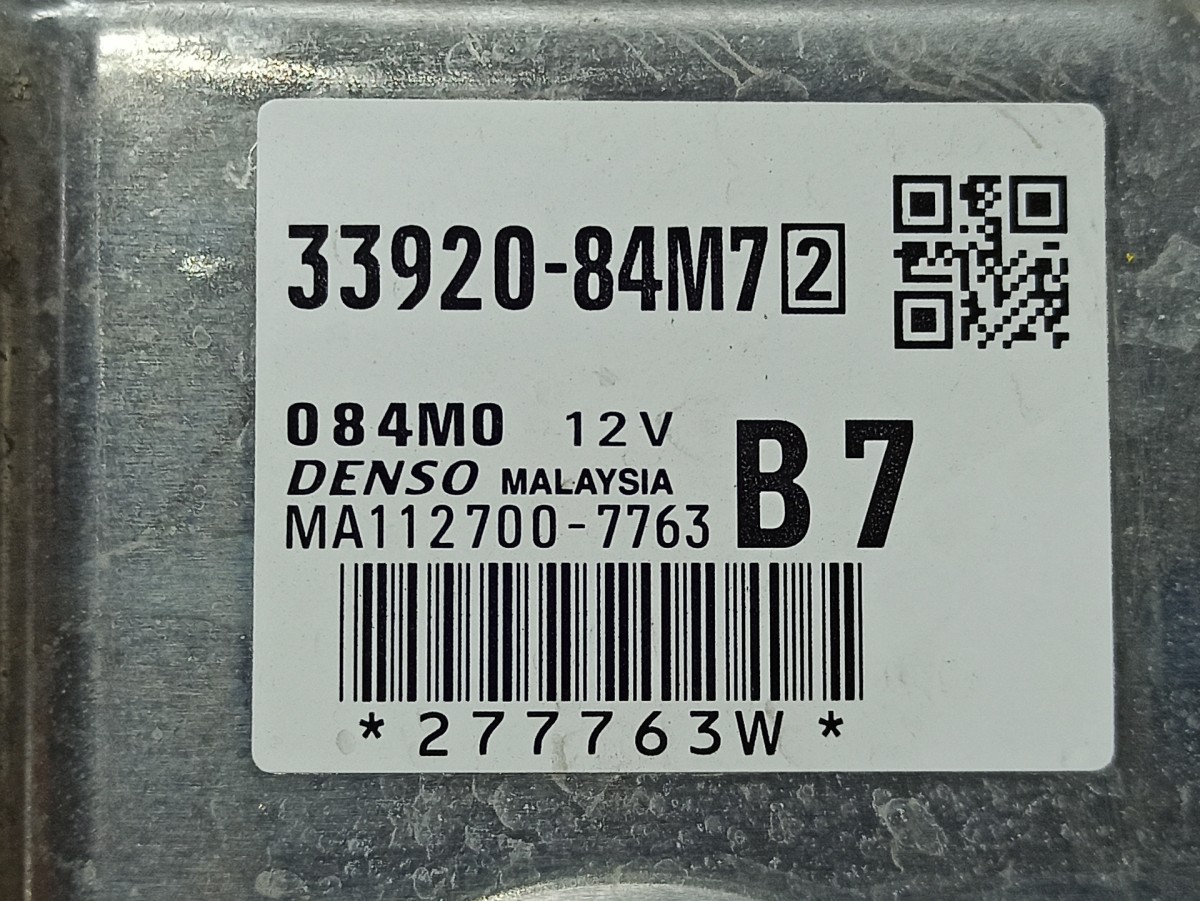 33920-84M7 2
084M0 12V
DENSO MALAYSIA
MA112700-7763
B7
*277763W*